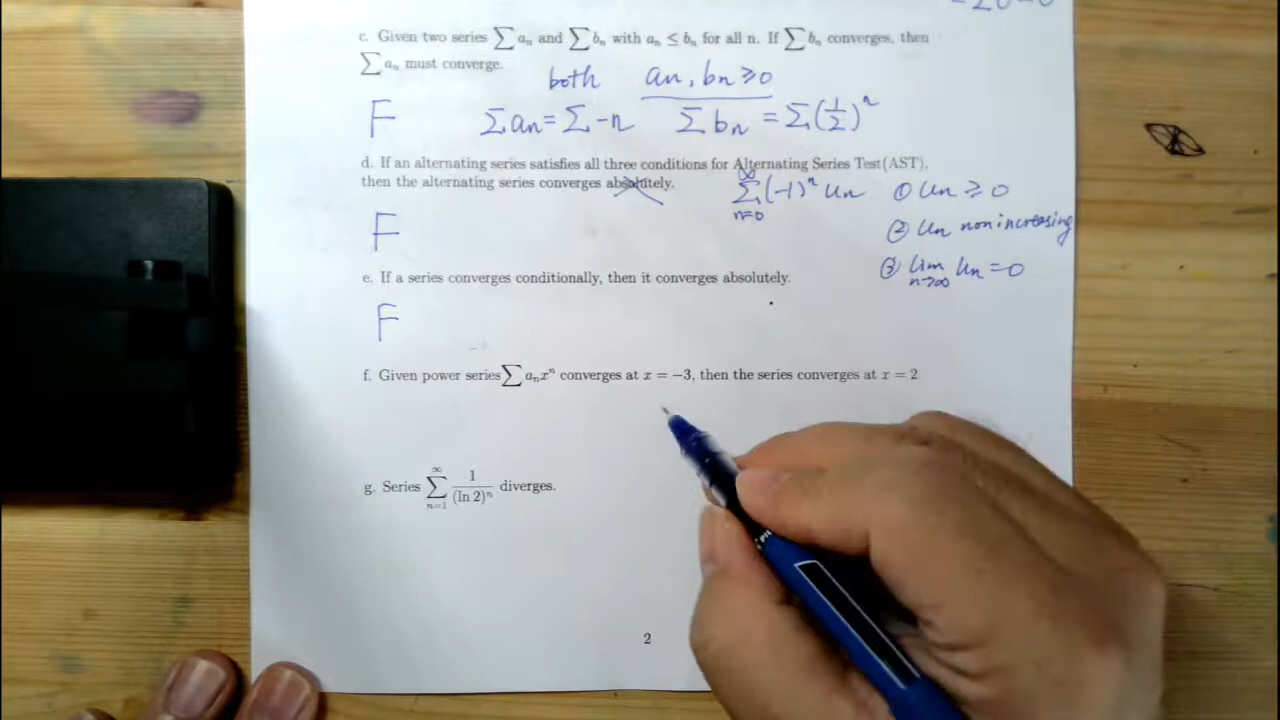 c. Given two series ∑ aₙ and ∑ bₙ with aₙ ≤ bₙ for all n. If ∑ bₙ converges, then
∑ aₙ must converge.
both aₙ, bₙ ≥ 0
F ∑ aₙ = ∑ -n ∑ bₙ = ∑ (1/2)ⁿ
d. If an alternating series satisfies all three conditions for Alternating Series Test(AST),
then the alternating series converges absolutely.
∞ ∑ n=0 (-1)ⁿ uₙ ① uₙ ≥ 0
F ② uₙ nonincreasing
③ lim n→∞ uₙ = 0
e. If a series converges conditionally, then it converges absolutely.
F
f. Given power series ∑ aₙxⁿ converges at x = −3, then the series converges at x = 2
g. Series ∞ ∑ n=1 1/(ln 2)ⁿ diverges.
2